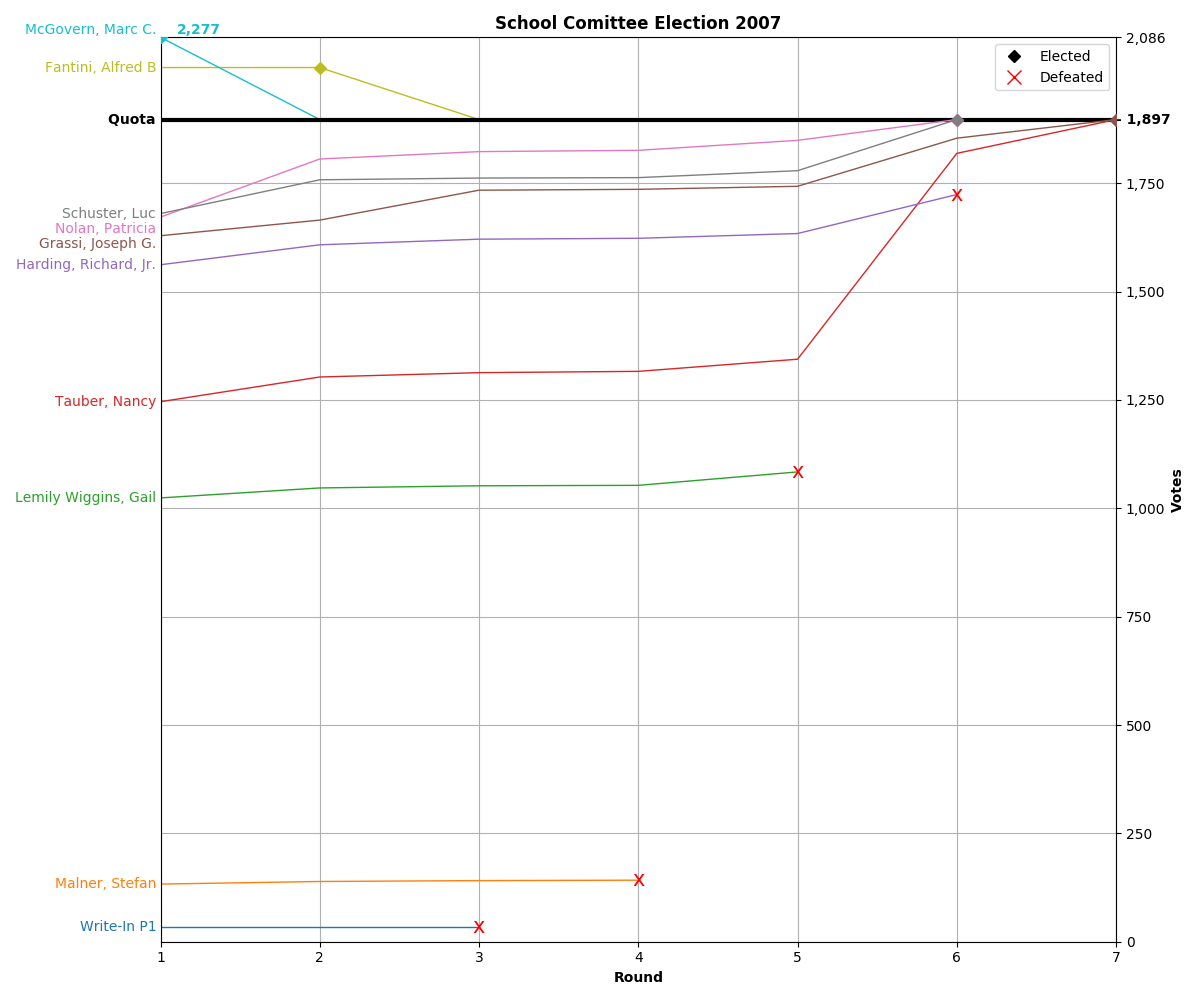 School Comittee Election 2007
McGovern, Marc C.
2,277
Fantini, Alfred B
Quota
Schuster, Luc
Nolan, Patricia
Grassi, Joseph G.
Harding, Richard, Jr.
Tauber, Nancy
Lemily Wiggins, Gail
Malner, Stefan
Write-In P1
Elected
Defeated
2,086
1,897
1,750
1,500
1,250
1,000
750
500
250
0
Votes
1 2 3 4 5 6 7
Round